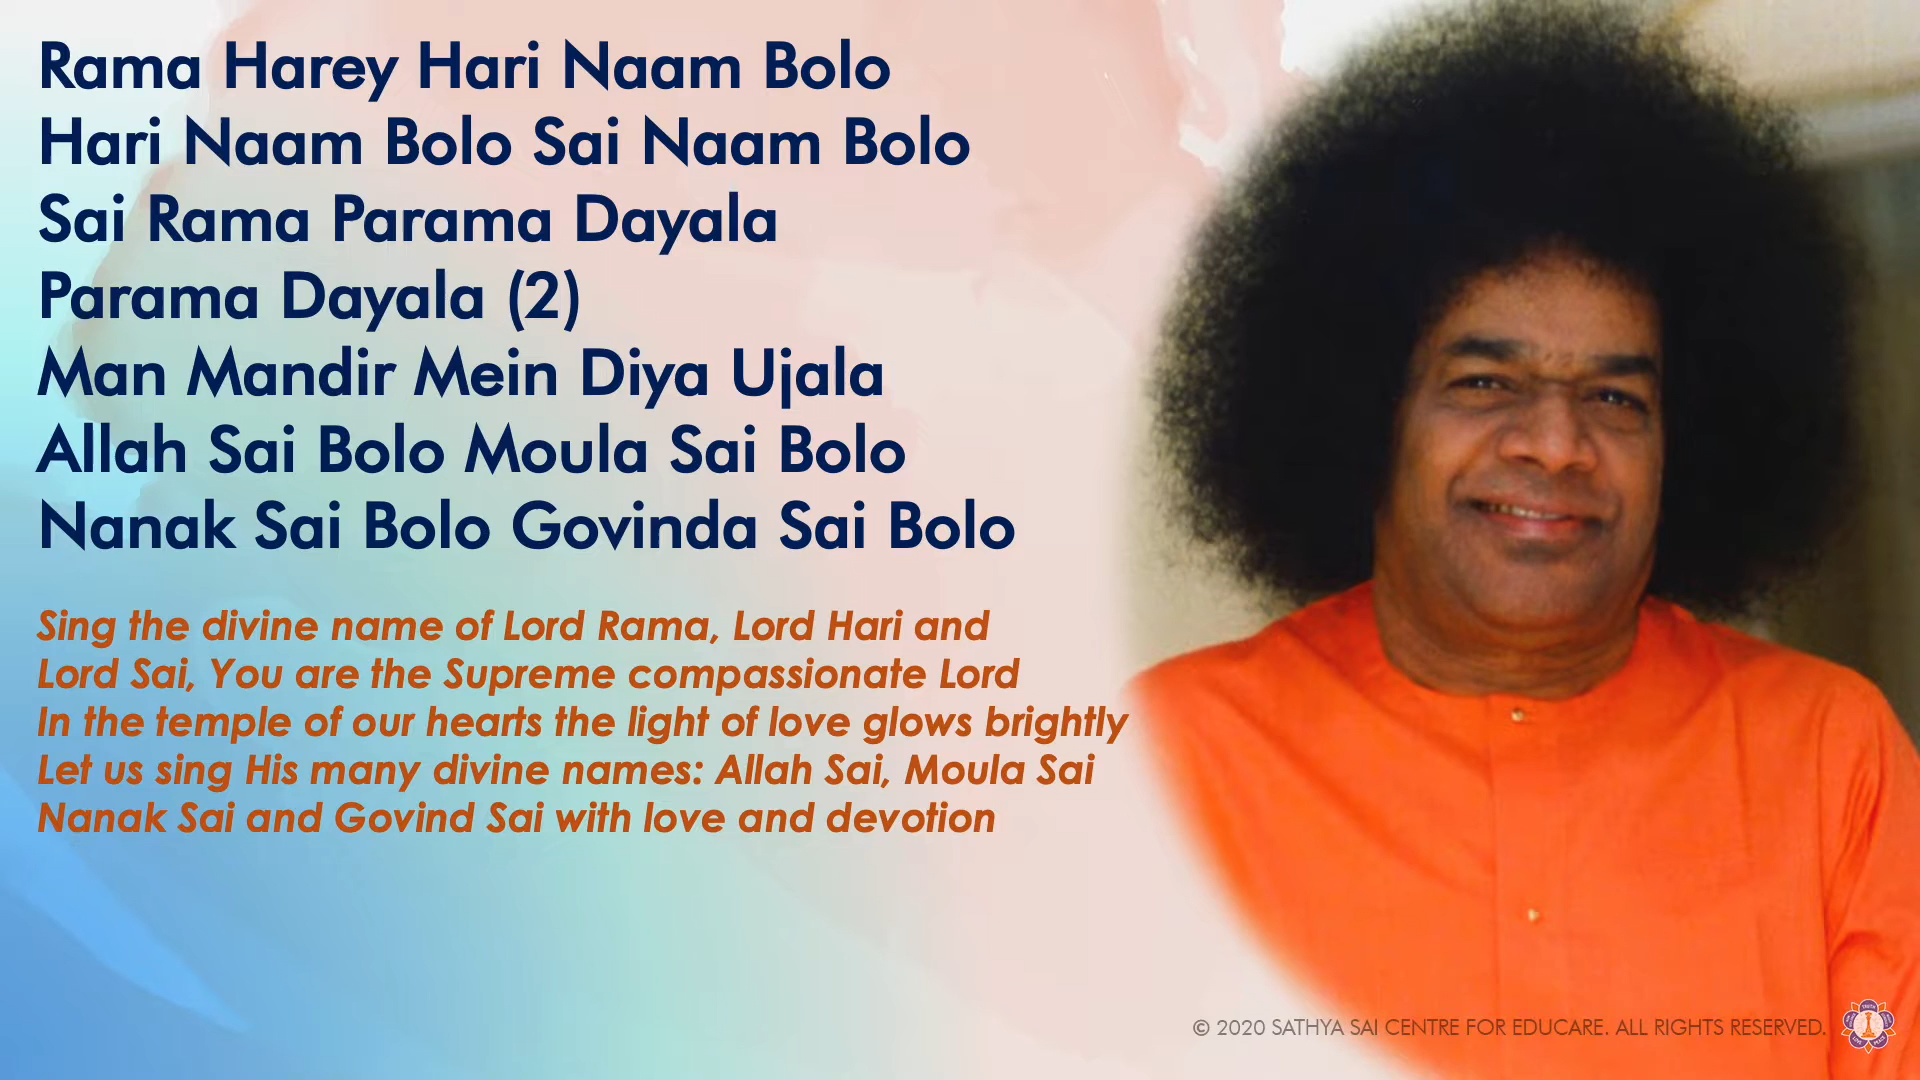 Rama Harey Hari Naam Bolo
Hari Naam Bolo Sai Naam Bolo
Sai Rama Parama Dayala
Parama Dayala (2)
Man Mandir Mein Diya Ujala
Allah Sai Bolo Moula Sai Bolo
Nanak Sai Bolo Govinda Sai Bolo
Sing the divine name of Lord Rama, Lord Hari and
Lord Sai, You are the Supreme compassionate Lord
In the temple of our hearts the light of love glows brightly
Let us sing His many divine names: Allah Sai, Moula Sai
Nanak Sai and Govind Sai with love and devotion
© 2020 SATHYA SAI CENTRE FOR EDUCARE. ALL RIGHTS RESERVED.